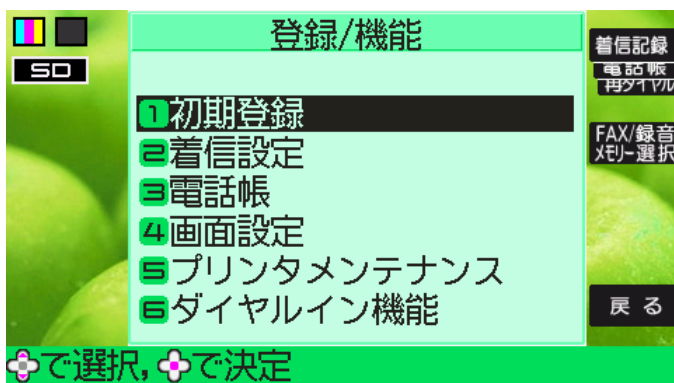 登録/機能
SD
1初期登録
2着信設定
3電話帳
4画面設定
5プリンタメンテナンス
6ダイヤルイン機能
着信記録
電話帳
再ダイヤル
FAX/録音
メモリー選択
戻る
で選択,で決定